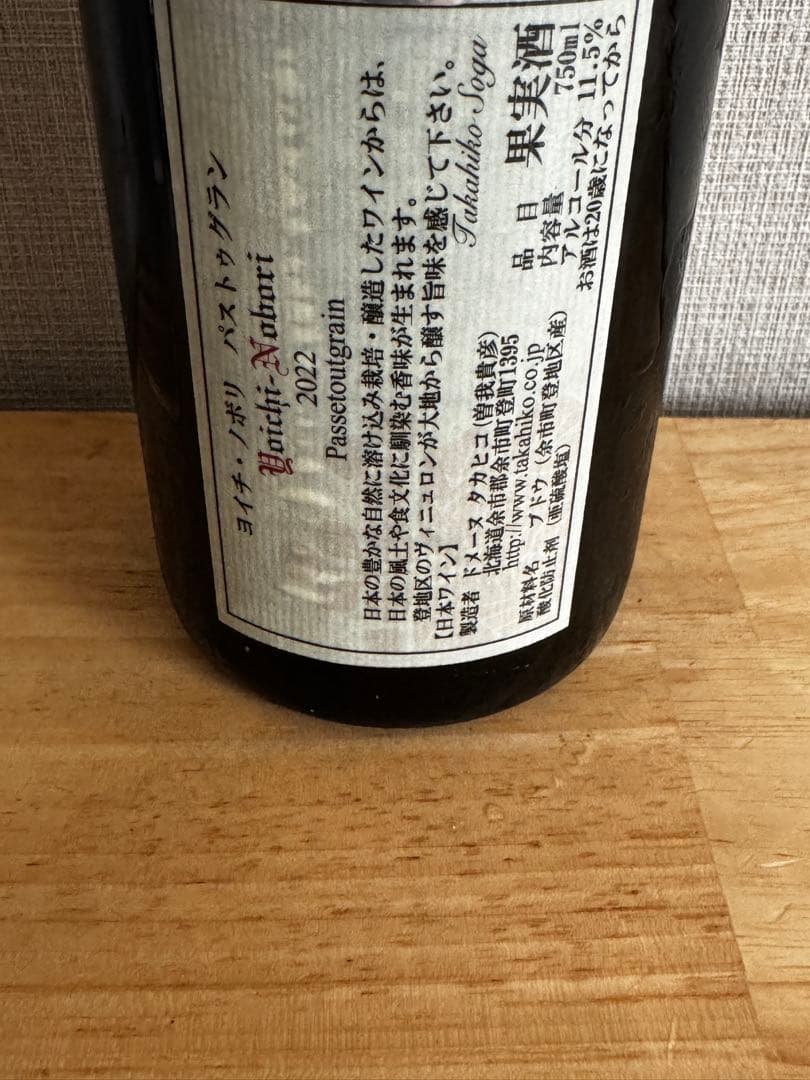 ヨイチ・ノボリ パストゥグラン
Yoichi-Nobori
2022
Passetoutgrain
日本の豊かな自然に溶け込み栽培・醸造したワインからは、
日本の風土や食文化に馴染む香味が生まれます。
登地区のヴィニュロンが大地から醸す旨味を感じて下さい。
【日本ワイン】
Takahiko Soga
製造者 ドメーヌ タカヒコ(曽我貴彦)
北海道余市郡余市町登町1395
http://www.takahiko.co.jp
原材料名 ブドウ(余市町登地区産)
酸化防止剤(亜硫酸塩)
品目 果実酒
内容量 750ml
アルコール分 11.5%
お酒は20歳になってから